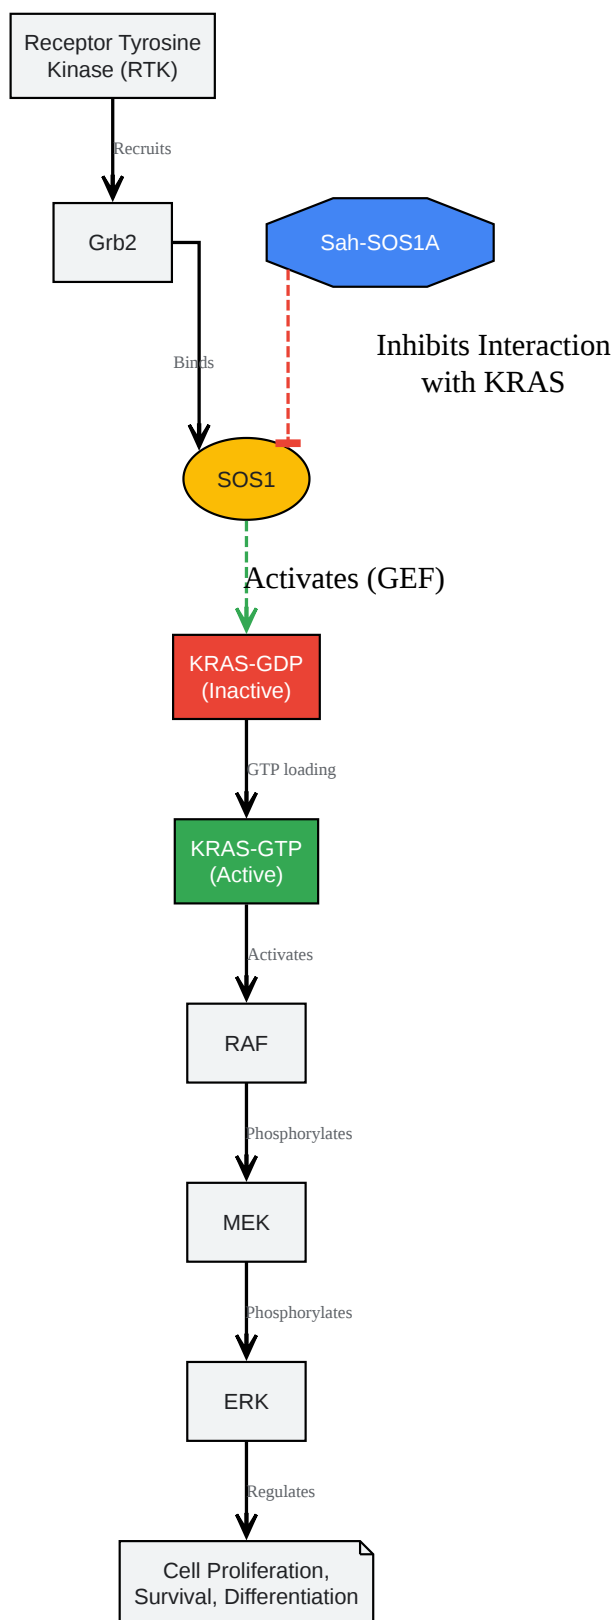 Receptor Tyrosine
Kinase (RTK)
Recruits
Grb2
Sah-SOS1A
Inhibits Interaction
with KRAS
Binds
SOS1
Activates (GEF)
KRAS-GDP
(Inactive)
GTP loading
KRAS-GTP
(Active)
Activates
RAF
Phosphorylates
MEK
Phosphorylates
ERK
Regulates
Cell Proliferation,
Survival, Differentiation